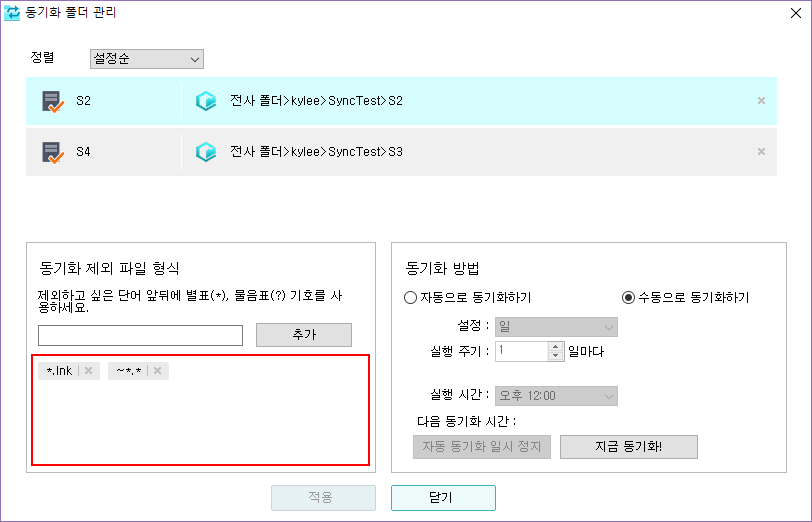 동기화 폴더 관리
정렬 설정순
S2 전사 폴더>kylee>SyncTest>S2
S4 전사 폴더>kylee>SyncTest>S3
동기화 제외 파일 형식
제외하고 싶은 단어 앞뒤에 별표(*), 물음표(?) 기호를 사
용하세요.
추가
*.lnk ~*.*
동기화 방법
자동으로 동기화하기 수동으로 동기화하기
설정 : 일
실행 주기 : 1 일마다
실행 시간 : 오후 12:00
다음 동기화 시간 :
자동 동기화 일시 정지 지금 동기화!
적용 닫기